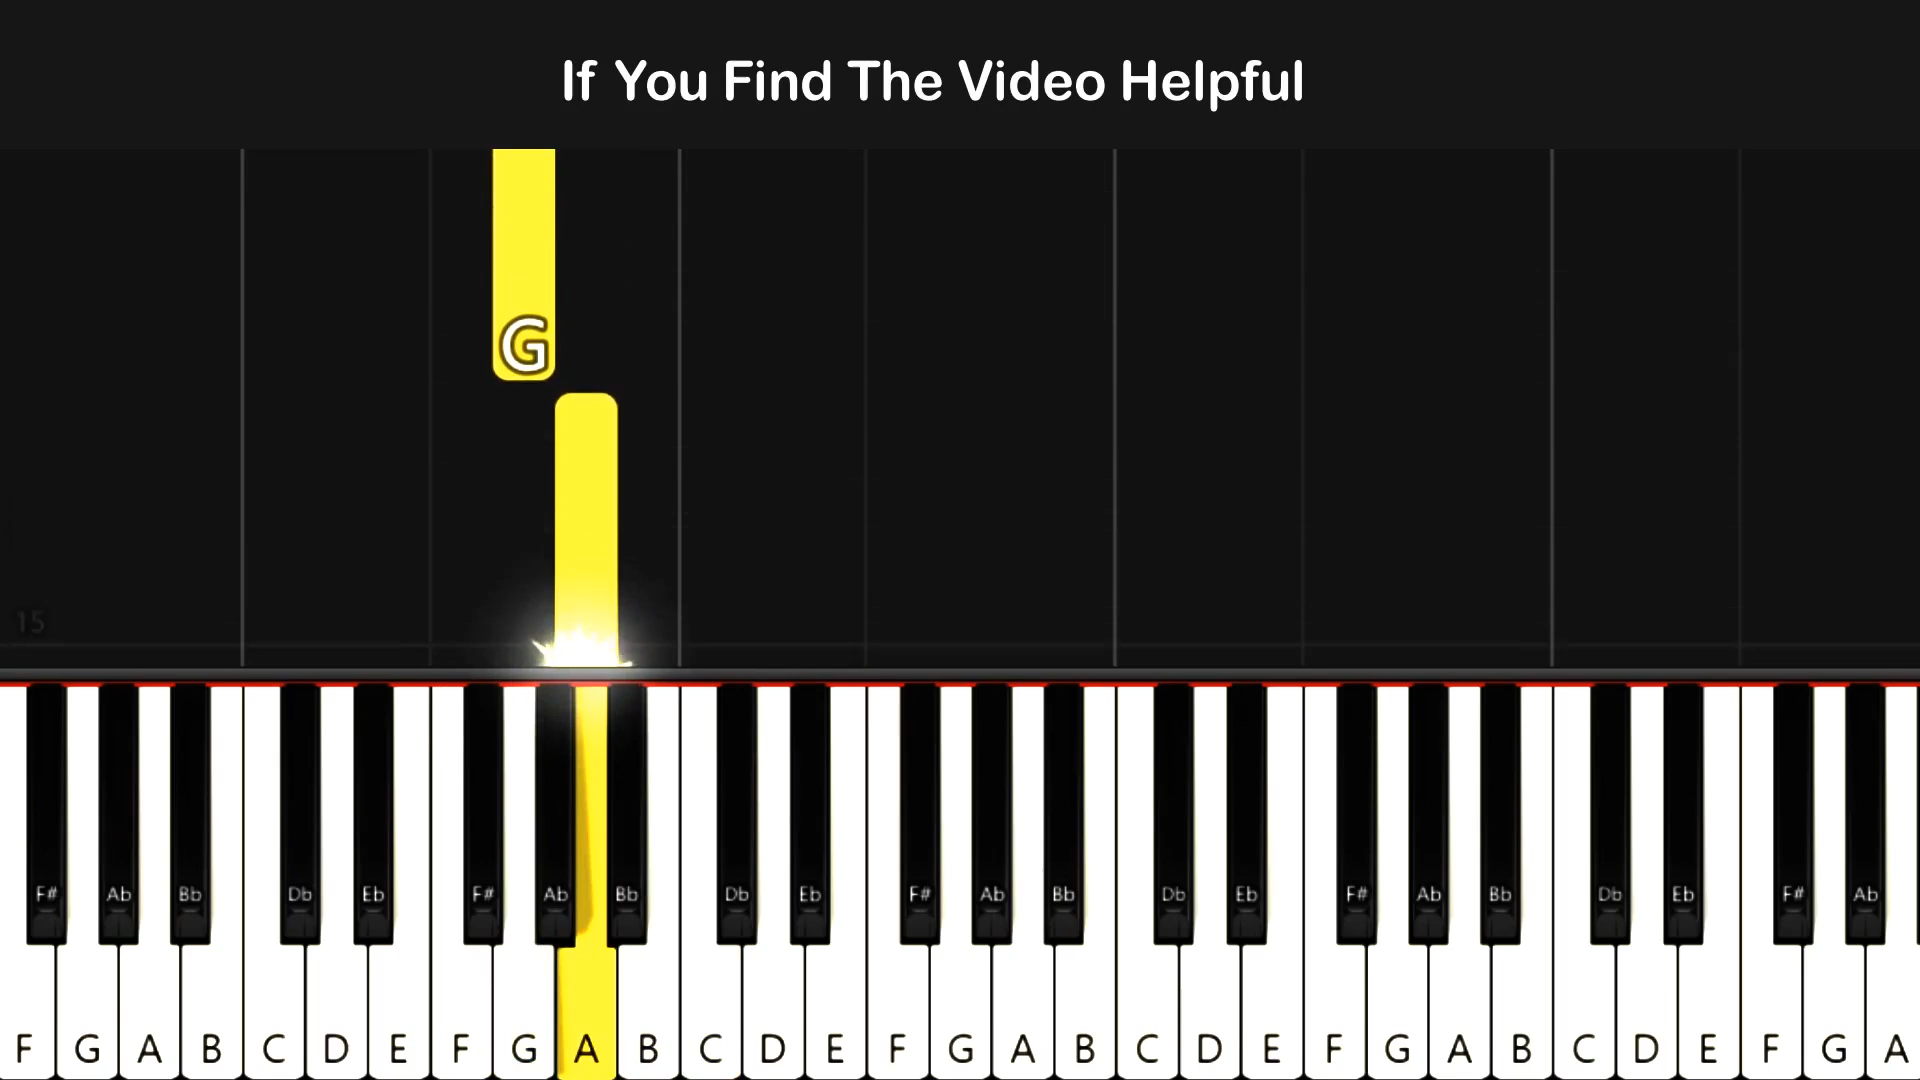 If You Find The Video Helpful
G
15
F# Ab Bb Db Eb F# Ab Bb Db Eb F# Ab Bb Db Eb F# Ab Bb Db Eb F# Ab
F G A B C D E F G A B C D E F G A B C D E F G A B C D E F G A